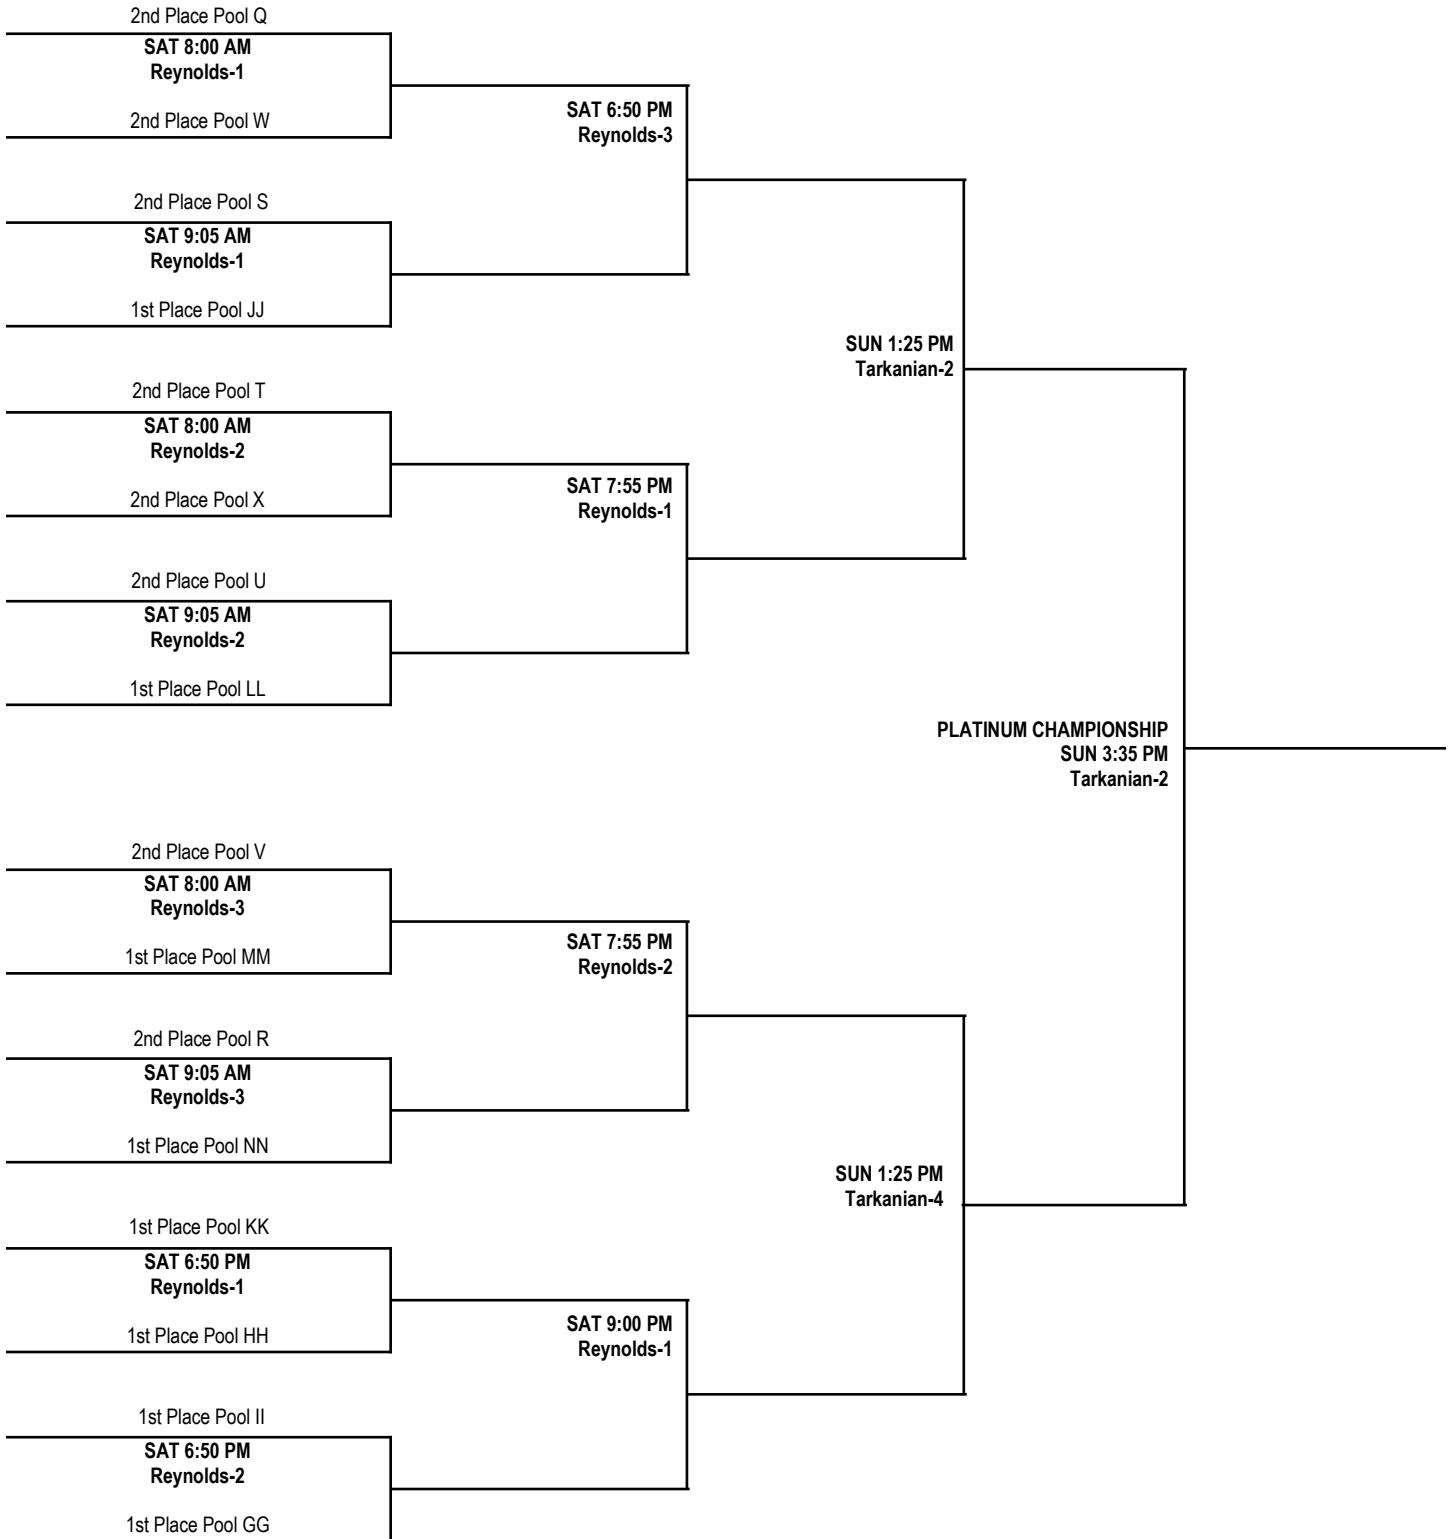 2nd Place Pool Q
SAT 8:00 AM
Reynolds-1
2nd Place Pool W
SAT 6:50 PM
Reynolds-3
2nd Place Pool S
SAT 9:05 AM
Reynolds-1
1st Place Pool JJ
SUN 1:25 PM
Tarkanian-2
2nd Place Pool T
SAT 8:00 AM
Reynolds-2
2nd Place Pool X
SAT 7:55 PM
Reynolds-1
2nd Place Pool U
SAT 9:05 AM
Reynolds-2
1st Place Pool LL
PLATINUM CHAMPIONSHIP
SUN 3:35 PM
Tarkanian-2
2nd Place Pool V
SAT 8:00 AM
Reynolds-3
1st Place Pool MM
SAT 7:55 PM
Reynolds-2
2nd Place Pool R
SAT 9:05 AM
Reynolds-3
1st Place Pool NN
SUN 1:25 PM
Tarkanian-4
1st Place Pool KK
SAT 6:50 PM
Reynolds-1
1st Place Pool HH
SAT 9:00 PM
Reynolds-1
1st Place Pool II
SAT 6:50 PM
Reynolds-2
1st Place Pool GG